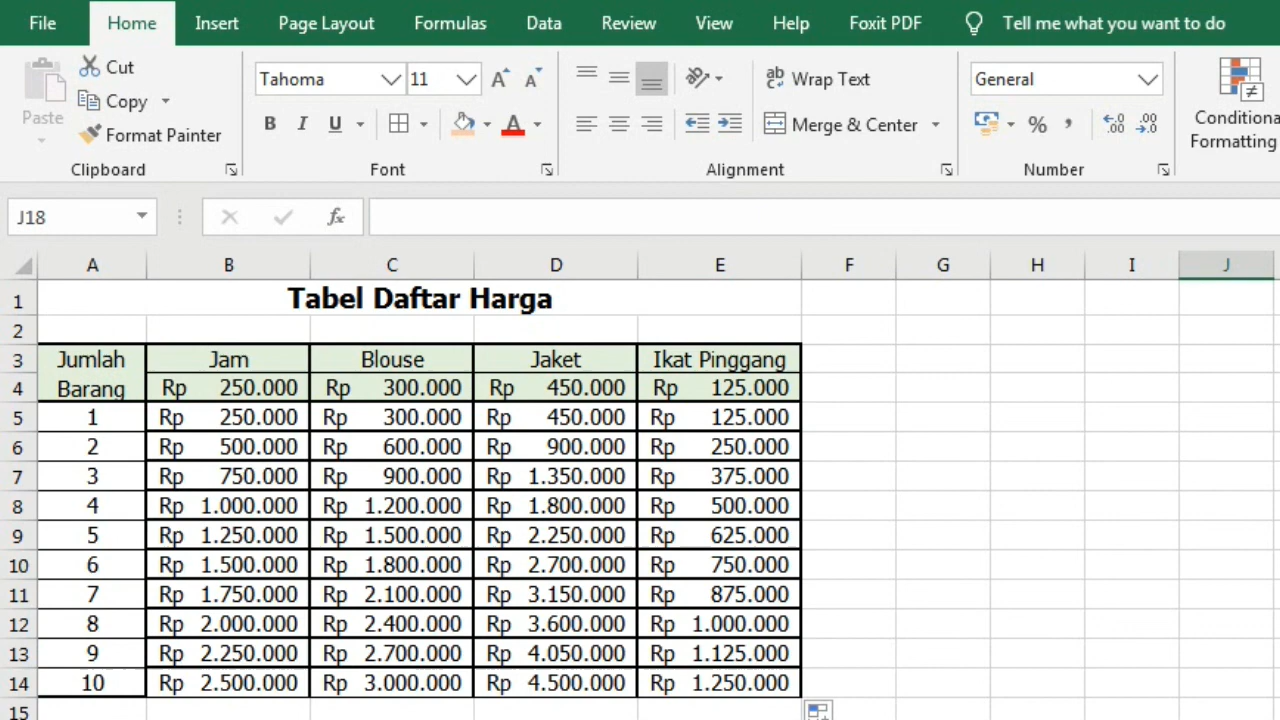 File Home Insert Page Layout Formulas Data Review View Help Foxit PDF Tell me what you want to do
Paste
Cut
Copy
Format Painter
Clipboard
Tahoma 11 A A
B I U A
Font
ab Wrap Text
Merge & Center
Alignment
General
% , .00 .00
Number
Conditiona
Formatting
J18 fx
A B C D E F G H I J
1 Tabel Daftar Harga
2
3 Jumlah Jam Blouse Jaket Ikat Pinggang
4 Barang Rp 250.000 Rp 300.000 Rp 450.000 Rp 125.000
5 1 Rp 250.000 Rp 300.000 Rp 450.000 Rp 125.000
6 2 Rp 500.000 Rp 600.000 Rp 900.000 Rp 250.000
7 3 Rp 750.000 Rp 900.000 Rp 1.350.000 Rp 375.000
8 4 Rp 1.000.000 Rp 1.200.000 Rp 1.800.000 Rp 500.000
9 5 Rp 1.250.000 Rp 1.500.000 Rp 2.250.000 Rp 625.000
10 6 Rp 1.500.000 Rp 1.800.000 Rp 2.700.000 Rp 750.000
11 7 Rp 1.750.000 Rp 2.100.000 Rp 3.150.000 Rp 875.000
12 8 Rp 2.000.000 Rp 2.400.000 Rp 3.600.000 Rp 1.000.000
13 9 Rp 2.250.000 Rp 2.700.000 Rp 4.050.000 Rp 1.125.000
14 10 Rp 2.500.000 Rp 3.000.000 Rp 4.500.000 Rp 1.250.000
15